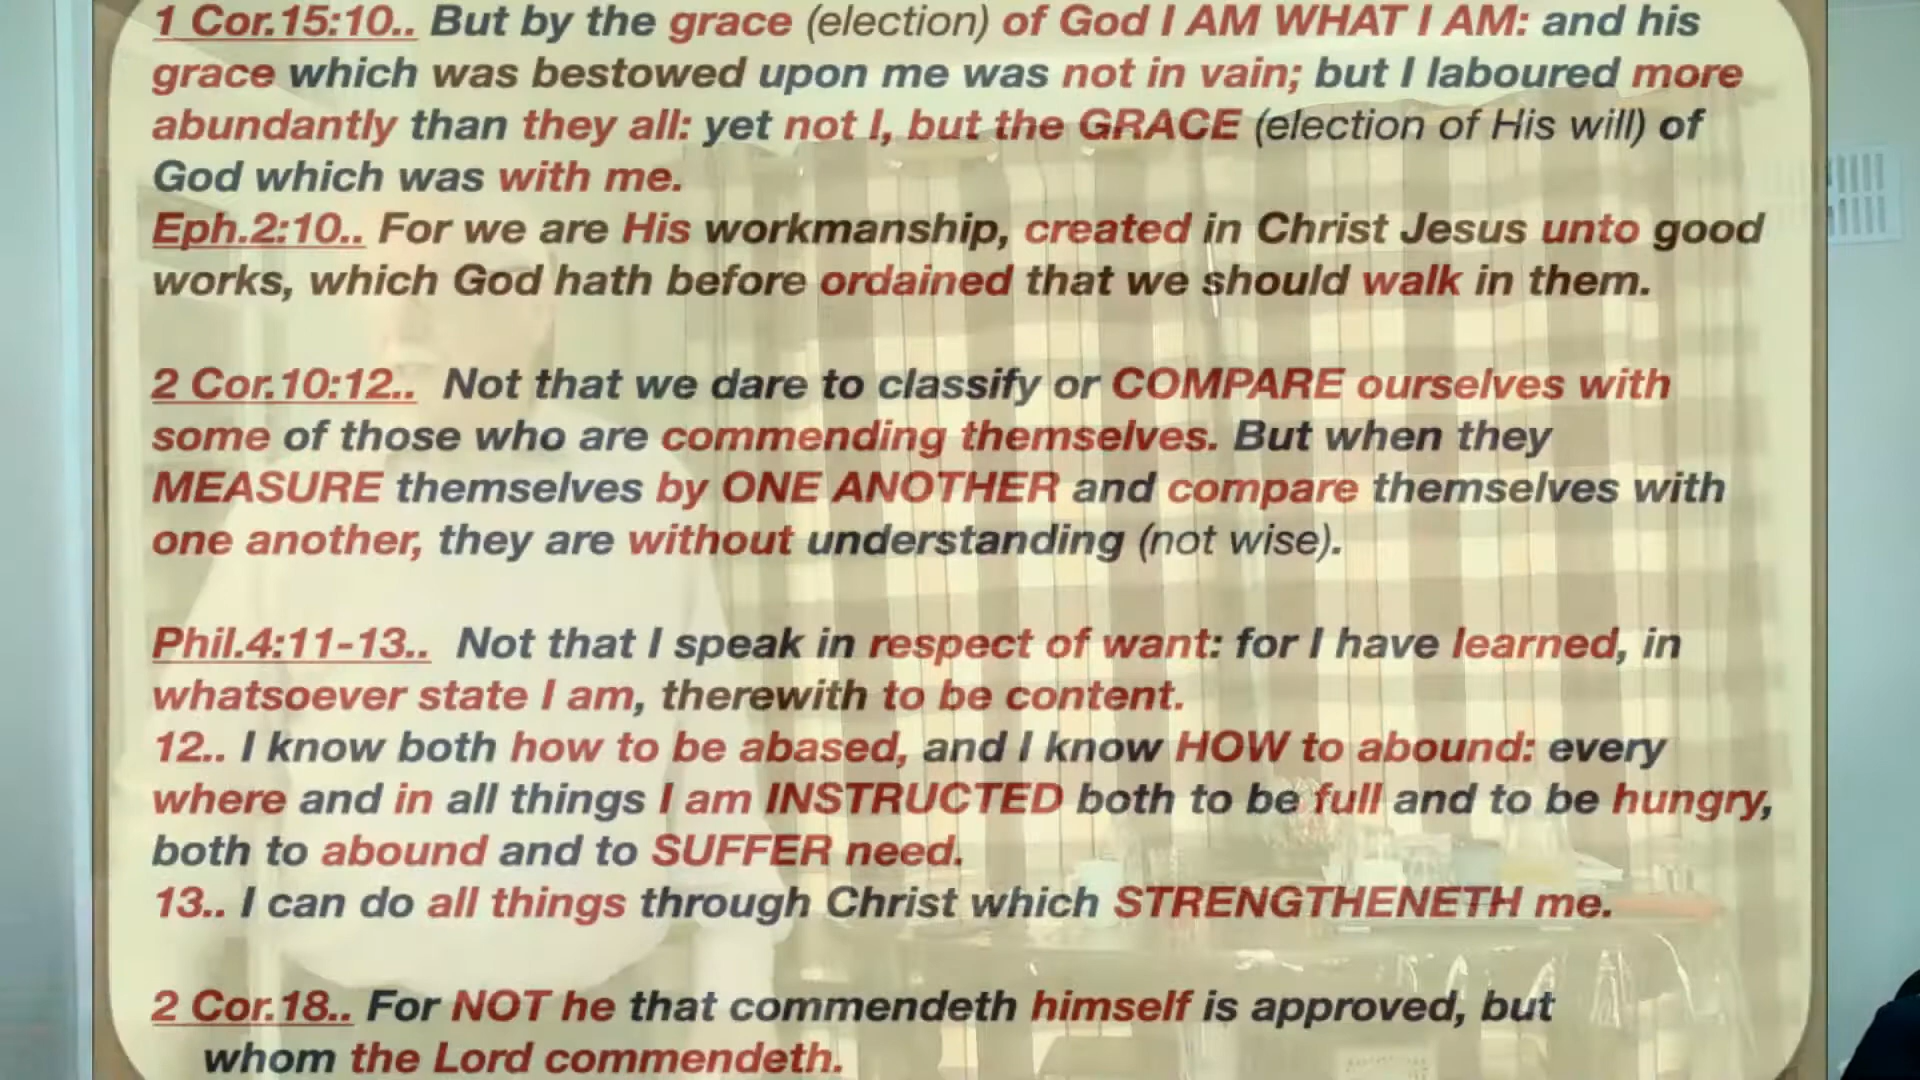 1 Cor.15:10.. But by the grace (election) of God I AM WHAT I AM: and his
grace which was bestowed upon me was not in vain; but I laboured more
abundantly than they all: yet not I, but the GRACE (election of His will) of
God which was with me.
Eph.2:10.. For we are His workmanship, created in Christ Jesus unto good
works, which God hath before ordained that we should walk in them.
2 Cor.10:12.. Not that we dare to classify or COMPARE ourselves with
some of those who are commending themselves. But when they
MEASURE themselves by ONE ANOTHER and compare themselves with
one another, they are without understanding (not wise).
Phil.4:11-13.. Not that I speak in respect of want: for I have learned, in
whatsoever state I am, therewith to be content.
12.. I know both how to be abased, and I know HOW to abound: every
where and in all things I am INSTRUCTED both to be full and to be hungry,
both to abound and to SUFFER need.
13.. I can do all things through Christ which STRENGTHENETH me.
2 Cor.18.. For NOT he that commendeth himself is approved, but
whom the Lord commendeth.